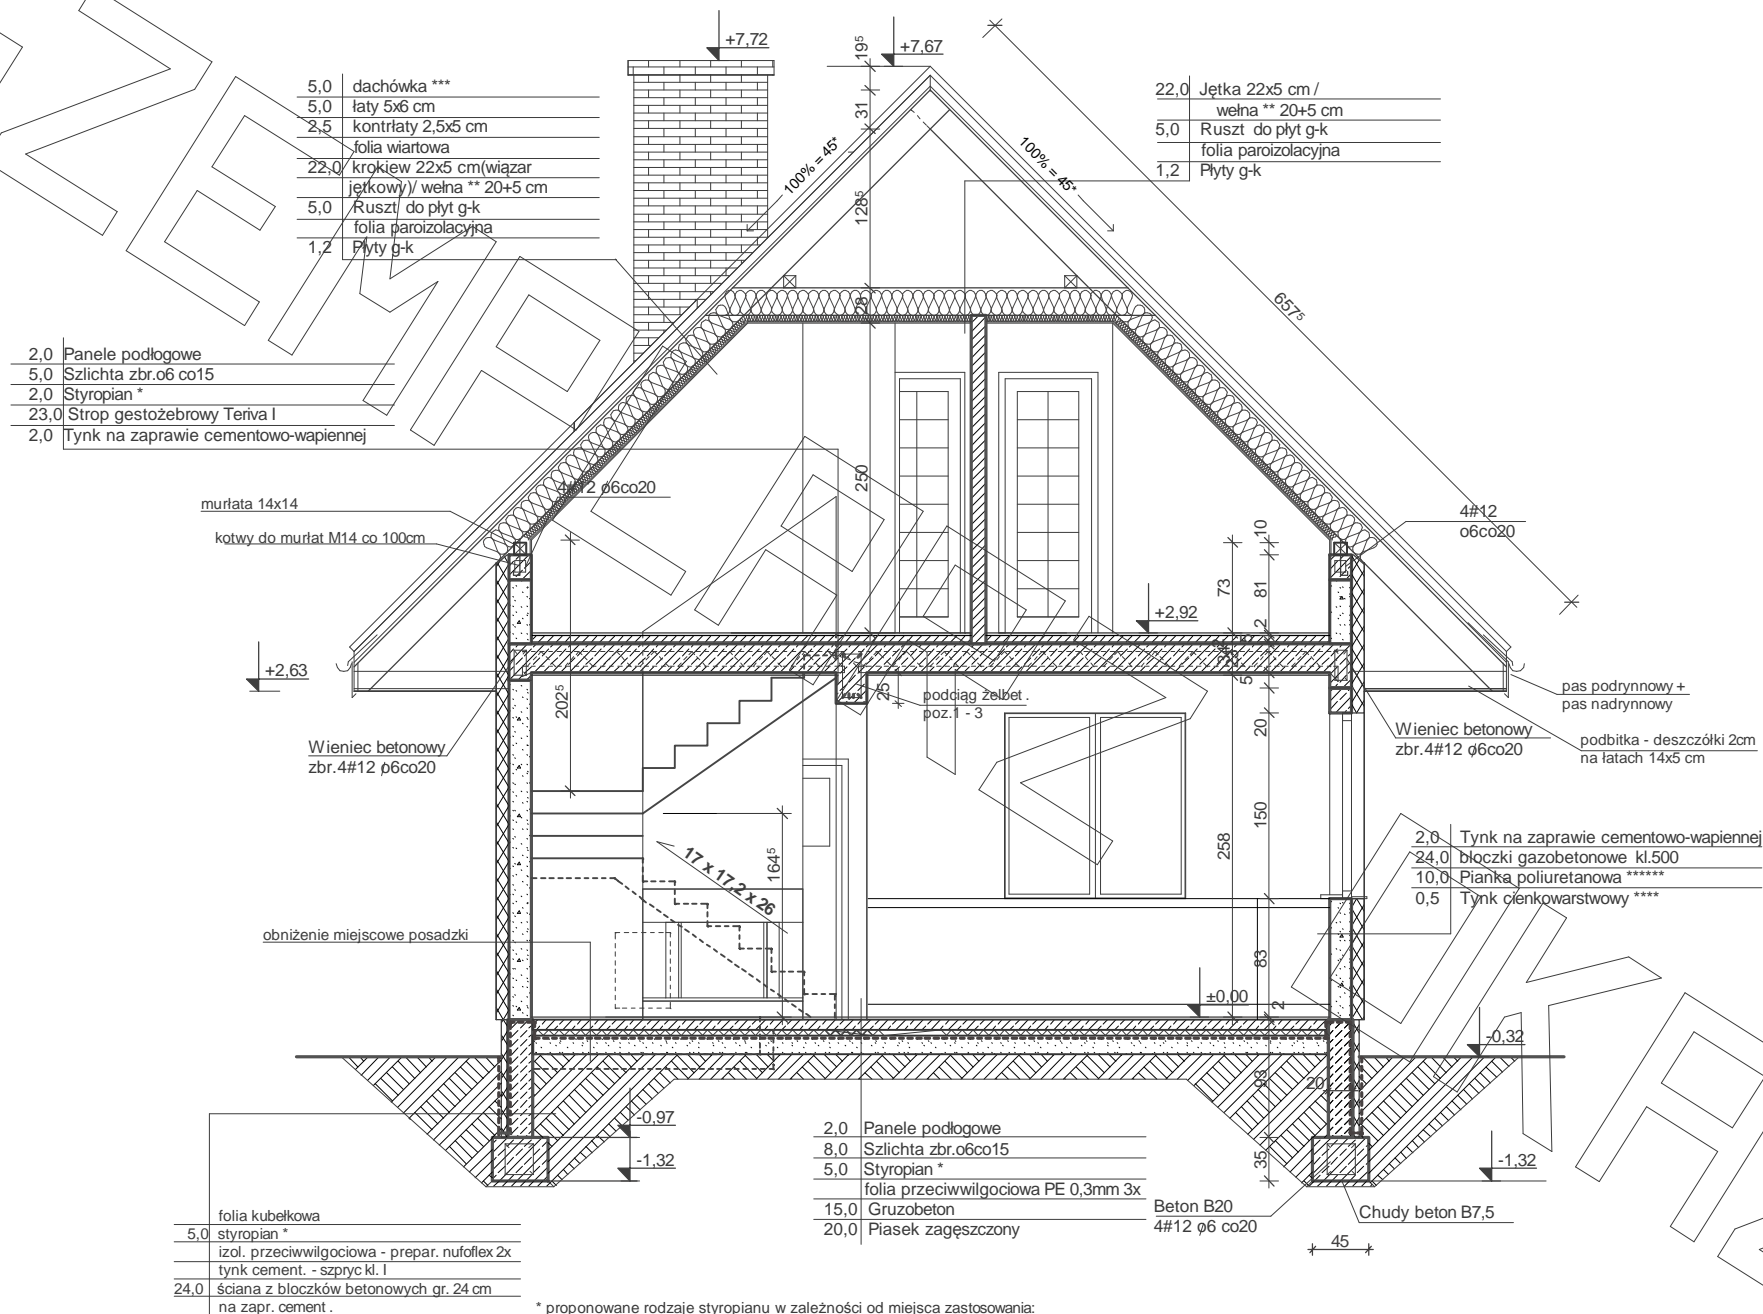 +7,72
+7,67
19⁵
31
128⁵
28
250
100% = 45*
100% = 45*
657⁵
5,0 dachówka ***
5,0 łaty 5x6 cm
2,5 kontrłaty 2,5x5 cm
folia wiartowa
22,0 krokiew 22x5 cm(wiązar
jętkowy)/ wełna ** 20+5 cm
5,0 Ruszt do płyt g-k
folia paroizolacyjna
1,2 Płyty g-k
22,0 Jętka 22x5 cm /
wełna ** 20+5 cm
5,0 Ruszt do płyt g-k
folia paroizolacyjna
1,2 Płyty g-k
2,0 Panele podłogowe
5,0 Szlichta zbr.o6 co15
2,0 Styropian *
23,0 Strop gestożebrowy Teriva I
2,0 Tynk na zaprawie cementowo-wapiennej
4#12 ø6co20
murłata 14x14
kotwy do murłat M14 co 100cm
4#12
o6co20
10
73
81
2
+2,92
+2,63
202⁵
25
5
podciąg żelbet .
poz.1 - 3
pas podrynnowy +
pas nadrynnowy
Wieniec betonowy
zbr.4#12 ø6co20
Wieniec betonowy
zbr.4#12 ø6co20
podbitka - deszczółki 2cm
na łatach 14x5 cm
20
150
258
164⁵
17 x 17,2 x 26
2,0 Tynk na zaprawie cementowo-wapiennej
24,0 bloczki gazobetonowe kl.500
10,0 Pianka poliuretanowa ******
0,5 Tynk cienkowarstwowy ****
obniżenie miejscowe posadzki
83
±0,00
2
-0,32
93
20
-0,97
-1,32
35
-1,32
2,0 Panele podłogowe
8,0 Szlichta zbr.o6co15
5,0 Styropian *
folia przeciwwilgociowa PE 0,3mm 3x
15,0 Gruzobeton
20,0 Piasek zagęszczony
Beton B20
4#12 ø6 co20
Chudy beton B7,5
45
folia kubełkowa
5,0 styropian *
izol. przeciwwilgociowa - prepar. nufoflex 2x
tynk cement. - szpryc kl. I
24,0 ściana z bloczków betonowych gr. 24 cm
na zapr. cement .
* proponowane rodzaje styropianu w zależności od miejsca zastosowania: